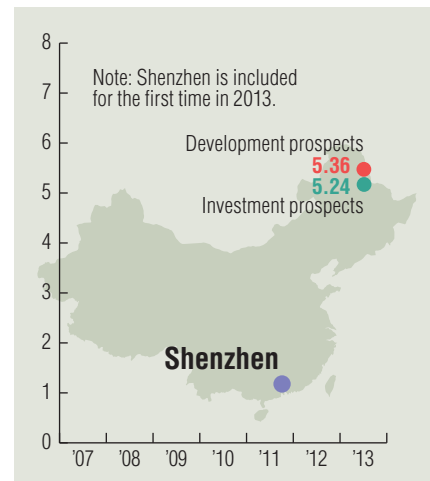 8
Note: Shenzhen is included
7
for the first time in 2013.
6
Development prospects
5.36
5
5.24
Investment prospects
4
3
2
Shenzhen
1
0
'07 '08 '09 '10 '11 '12 '13